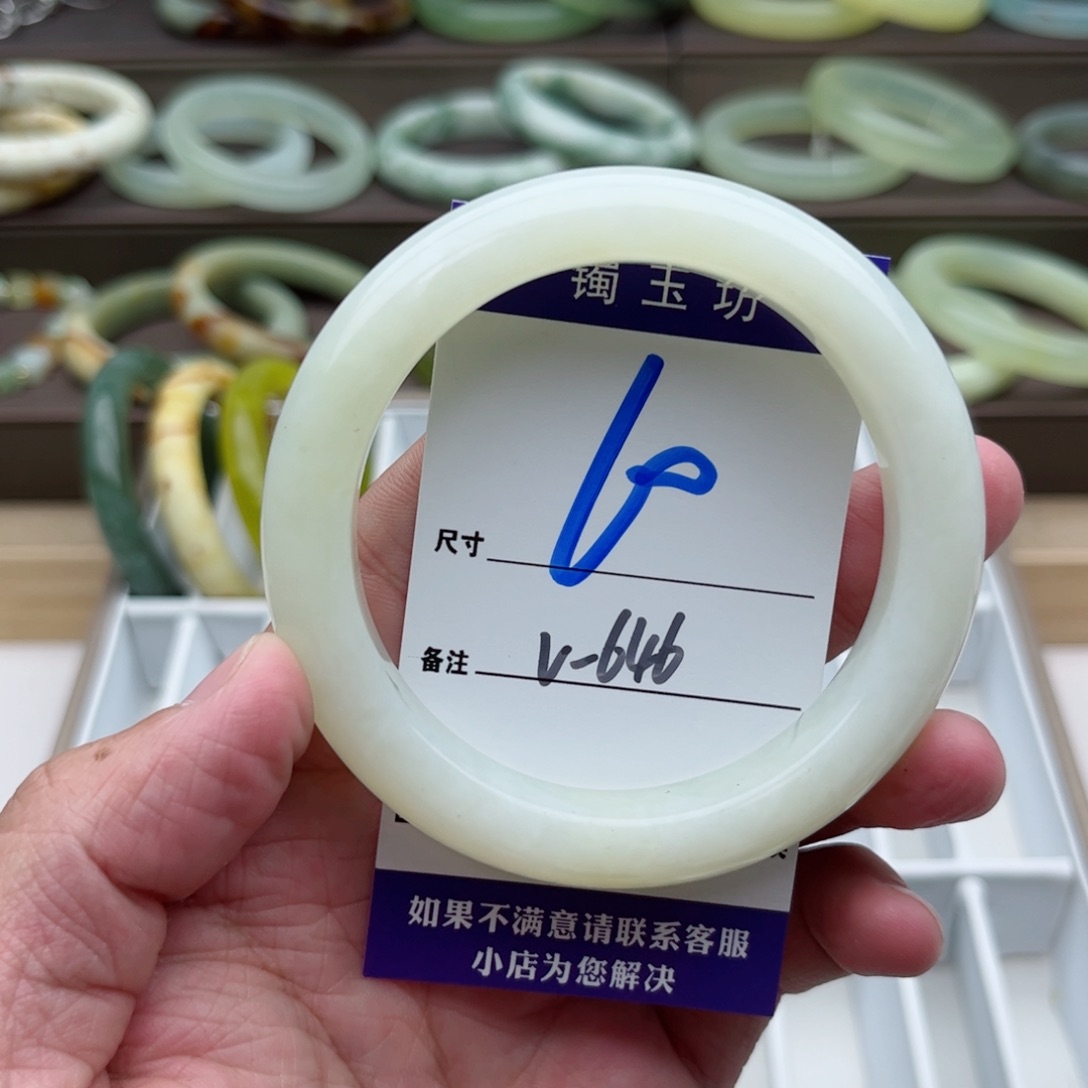 镯玉坊
尺寸
备注 V-646
如果不满意请联系客服
小店为您解决